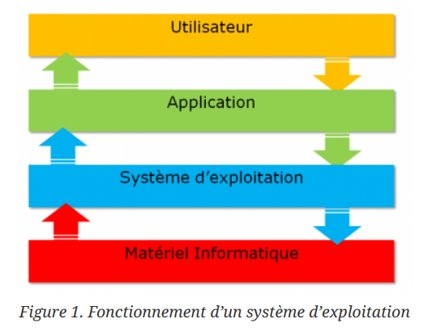 Utilisateur
Application
Système d'exploitation
Matériel Informatique
Figure 1. Fonctionnement d'un système d'exploitation